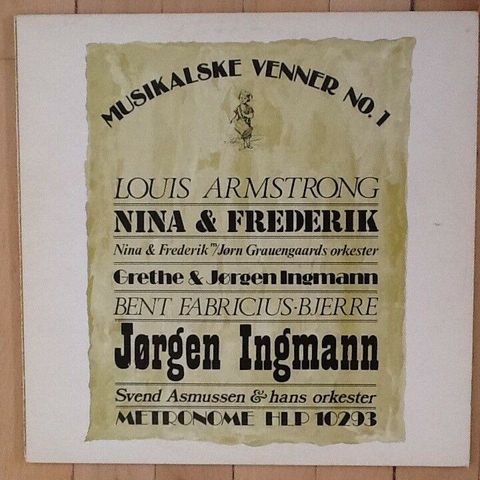 MUSIKALSKE VENNER NO. 1
LOUIS ARMSTRONG
NINA & FREDERIK
Nina & Frederik m/Jørn Grauengaards orkester
Grethe & Jørgen Ingmann
BENT FABRICIUS-BJERRE
Jørgen Ingmann
Svend Asmussen & hans orkester
METRONOME HLP 10293